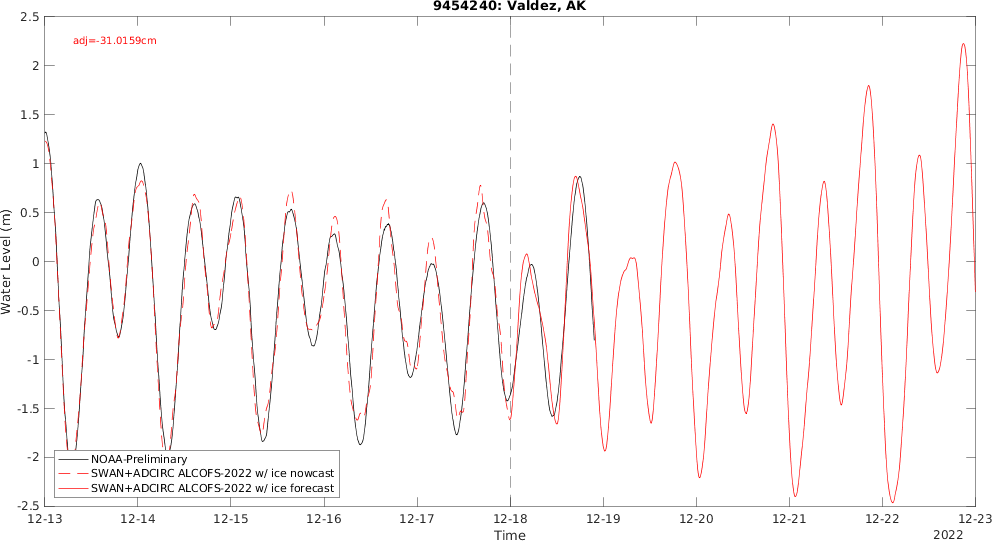 9454240: Valdez, AK
adj=-31.0159cm
Water Level (m)
2.5
2
1.5
1
0.5
0
-0.5
-1
-1.5
-2
-2.5
NOAA-Preliminary
SWAN+ADCIRC ALCOFS-2022 w/ ice nowcast
SWAN+ADCIRC ALCOFS-2022 w/ ice forecast
12-13 12-14 12-15 12-16 12-17 12-18 12-19 12-20 12-21 12-22 12-23
Time
2022